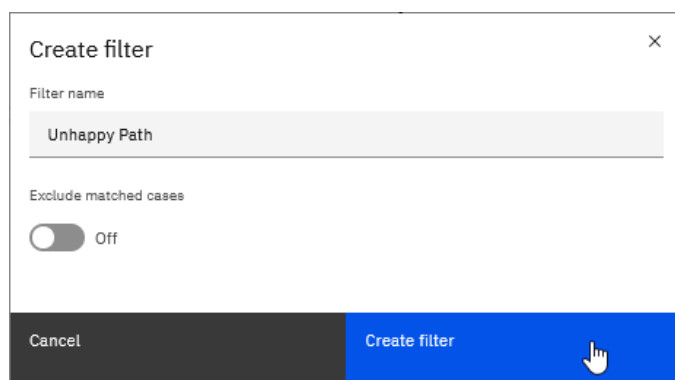 Create filter
Filter name
Unhappy Path
Exclude matched cases
Off
Cancel
Create filter